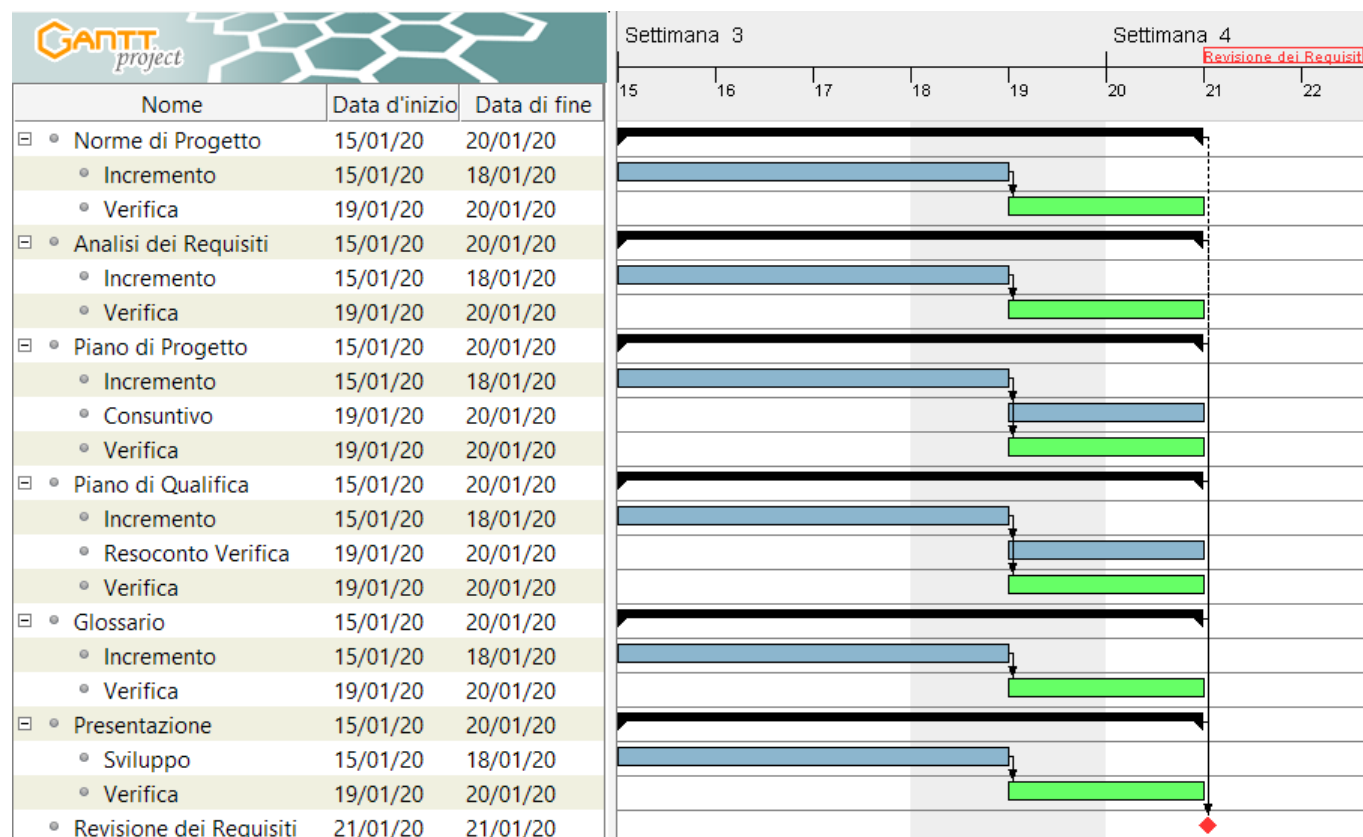 GANTT project
Settimana 3 Settimana 4
Revisione dei Requisiti
15 16 17 18 19 20 21 22
Nome Data d'inizio Data di fine
Norme di Progetto 15/01/20 20/01/20
Incremento 15/01/20 18/01/20
Verifica 19/01/20 20/01/20
Analisi dei Requisiti 15/01/20 20/01/20
Incremento 15/01/20 18/01/20
Verifica 19/01/20 20/01/20
Piano di Progetto 15/01/20 20/01/20
Incremento 15/01/20 18/01/20
Consuntivo 19/01/20 20/01/20
Verifica 19/01/20 20/01/20
Piano di Qualifica 15/01/20 20/01/20
Incremento 15/01/20 18/01/20
Resoconto Verifica 19/01/20 20/01/20
Verifica 19/01/20 20/01/20
Glossario 15/01/20 20/01/20
Incremento 15/01/20 18/01/20
Verifica 19/01/20 20/01/20
Presentazione 15/01/20 20/01/20
Sviluppo 15/01/20 18/01/20
Verifica 19/01/20 20/01/20
Revisione dei Requisiti 21/01/20 21/01/20